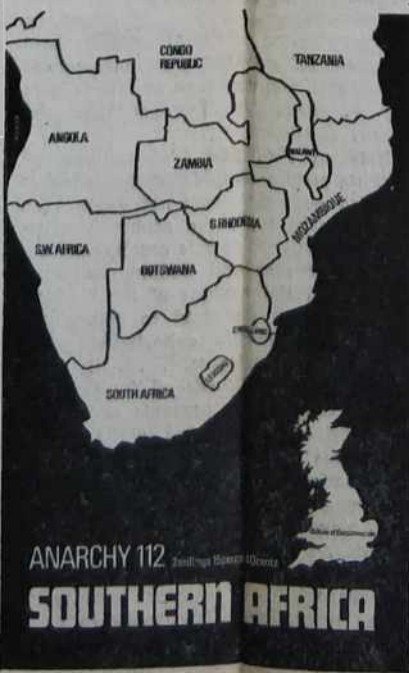 CONGO
REPUBLIC
TANZANIA
ANGOLA
ZAMBIA
MALAWI
MOZAMBIQUE
S.RHODESIA
S.W. AFRICA
BOTSWANA
SOUTH AFRICA
ANARCHY 112
SOUTHERN AFRICA